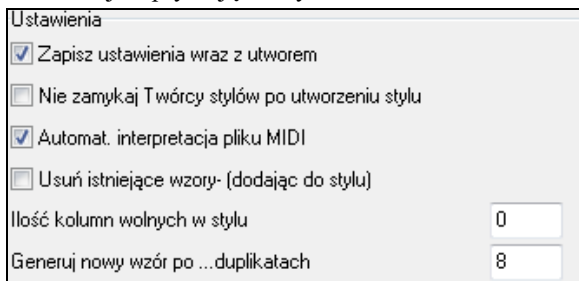 Ustawienia
Zapisz ustawienia wraz z utworem
Nie zamykaj Twórcy stylów po utworzeniu stylu
Automat. interpretacja pliku MIDI
Usuń istniejące wzory- (dodając do stylu)
Ilość kolumn wolnych w stylu 0
Generuj nowy wzór po ...duplikatach 8